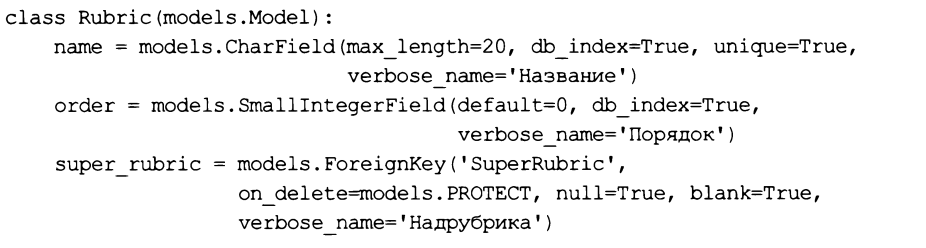 class Rubric(models.Model):
    name = models.CharField(max_length=20, db_index=True, unique=True,
                            verbose_name='Название')
    order = models.SmallIntegerField(default=0, db_index=True,
                                     verbose_name='Порядок')
    super_rubric = models.ForeignKey('SuperRubric',
                   on_delete=models.PROTECT, null=True, blank=True,
                   verbose_name='Надрубрика')